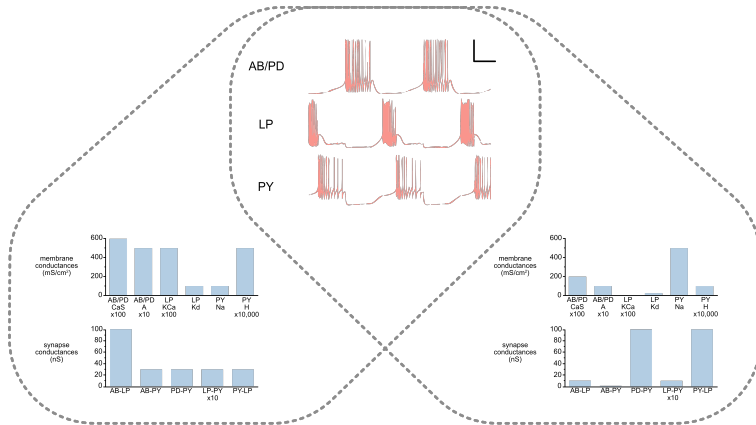 AB/PD
LP
PY
membrane
conductances
(mS/cm²)
600
400
200
0
AB/PD
CaS
x100
AB/PD
A
x10
LP
KCa
x100
LP
Kd
PY
Na
PY
H
x10,000
synapse
conductances
(nS)
100
80
60
40
20
0
AB-LP
AB-PY
PD-PY
LP-PY
x10
PY-LP
membrane
conductances
(mS/cm²)
600
400
200
0
AB/PD
CaS
x100
AB/PD
A
x10
LP
KCa
x100
LP
Kd
PY
Na
PY
H
x10,000
synapse
conductances
(nS)
100
80
60
40
20
0
AB-LP
AB-PY
PD-PY
LP-PY
x10
PY-LP